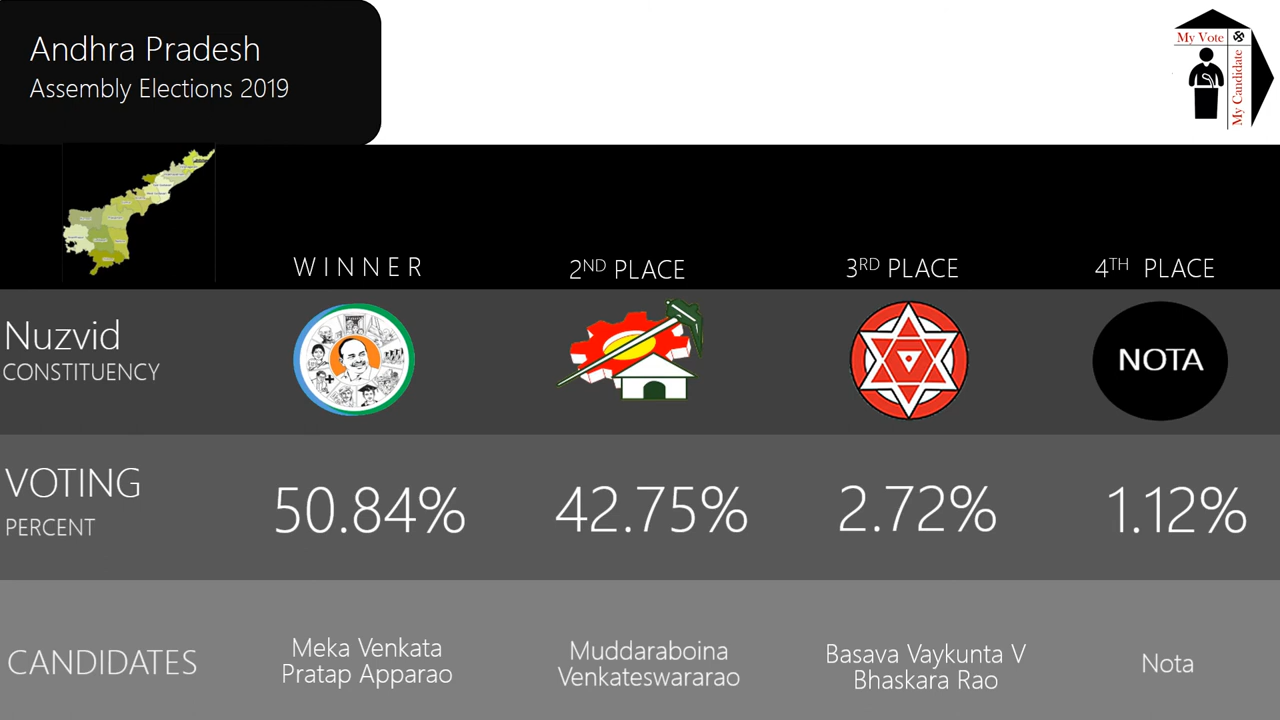 Andhra Pradesh
Assembly Elections 2019
My Vote
My Candidate
WINNER
2ND PLACE
3RD PLACE
4TH PLACE
Nuzvid
CONSTITUENCY
NOTA
VOTING
PERCENT
50.84%
42.75%
2.72%
1.12%
CANDIDATES
Meka Venkata
Pratap Apparao
Muddaraboina
Venkateswararao
Basava Vaykunta V
Bhaskara Rao
Nota